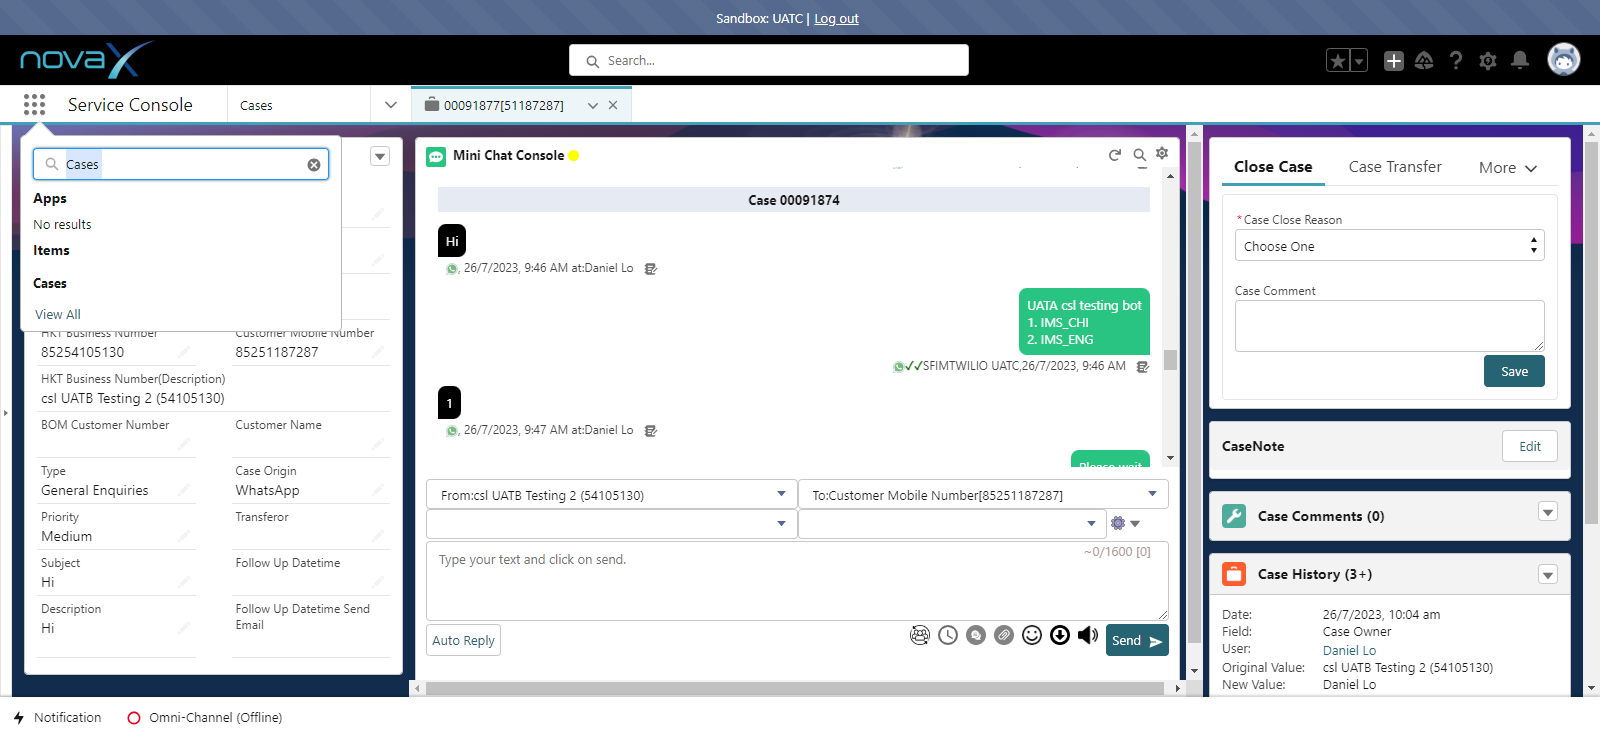 Sandbox: UATC | Log out
novaX
Search...
Service Console
Cases
00091877[51187287]
Cases
Apps
No results
Items
Cases
View All
HKT Business Number
Customer Mobile Number
85254105130
85251187287
HKT Business Number(Description)
csl UATB Testing 2 (54105130)
BOM Customer Number
Customer Name
Type
Case Origin
General Enquiries
WhatsApp
Priority
Transferor
Medium
Subject
Follow Up Datetime
Hi
Description
Follow Up Datetime Send Email
Hi
Mini Chat Console
Case 00091874
Hi
, 26/7/2023, 9:46 AM at:Daniel Lo
UATA csl testing bot
1. IMS_CHI
2. IMS_ENG
SFIMTWILIO UATC,26/7/2023, 9:46 AM
1
, 26/7/2023, 9:47 AM at:Daniel Lo
Please wait
From:csl UATB Testing 2 (54105130)
To:Customer Mobile Number[85251187287]
Type your text and click on send.
~0/1600 [0]
Auto Reply
Send
Close Case
Case Transfer
More
*Case Close Reason
Choose One
Case Comment
Save
CaseNote
Edit
Case Comments (0)
Case History (3+)
Date: 26/7/2023, 10:04 am
Field: Case Owner
User: Daniel Lo
Original Value: csl UATB Testing 2 (54105130)
New Value: Daniel Lo
Notification
Omni-Channel (Offline)